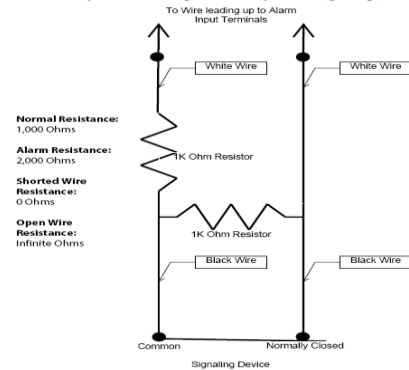 To Wire leading up to Alarm
Input Terminals
White Wire
White Wire
Normal Resistance:
1,000 Ohms
Alarm Resistance:
2,000 Ohms
Shorted Wire
Resistance:
0 Ohms
Open Wire
Resistance:
Infinite Ohms
1K Ohm Resistor
1K Ohm Resistor
Black Wire
Black Wire
Common
Normally Closed
Signaling Device